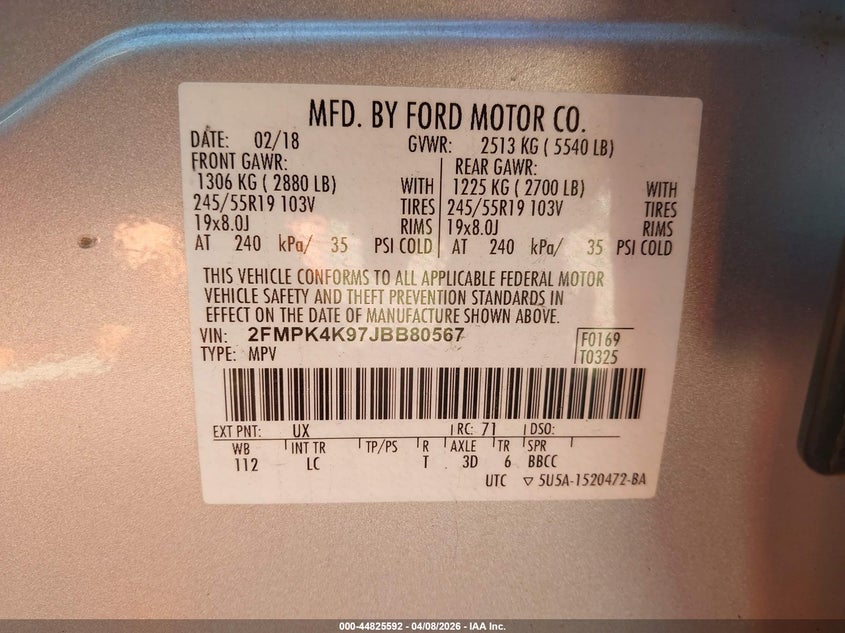 MFD. BY FORD MOTOR CO.
DATE: 02/18 GVWR: 2513 KG ( 5540 LB)
FRONT GAWR: REAR GAWR:
1306 KG ( 2880 LB) WITH 1225 KG ( 2700 LB) WITH
245/55R19 103V TIRES 245/55R19 103V TIRES
19x8.0J RIMS 19x8.0J RIMS
AT 240 kPa/ 35 PSI COLD AT 240 kPa/ 35 PSI COLD
THIS VEHICLE CONFORMS TO ALL APPLICABLE FEDERAL MOTOR
VEHICLE SAFETY AND THEFT PREVENTION STANDARDS IN
EFFECT ON THE DATE OF MANUFACTURE SHOWN ABOVE.
VIN: 2FMPK4K97JBB80567 F0169
TYPE: MPV T0325
EXT PNT: UX RC: 71 DSO:
WB INT TR TP/PS R AXLE TR SPR
112 LC T 3D 6 BBCC
UTC ▽ 5U5A-1520472-BA
000-44825592 - 04/08/2026 - IAA Inc.